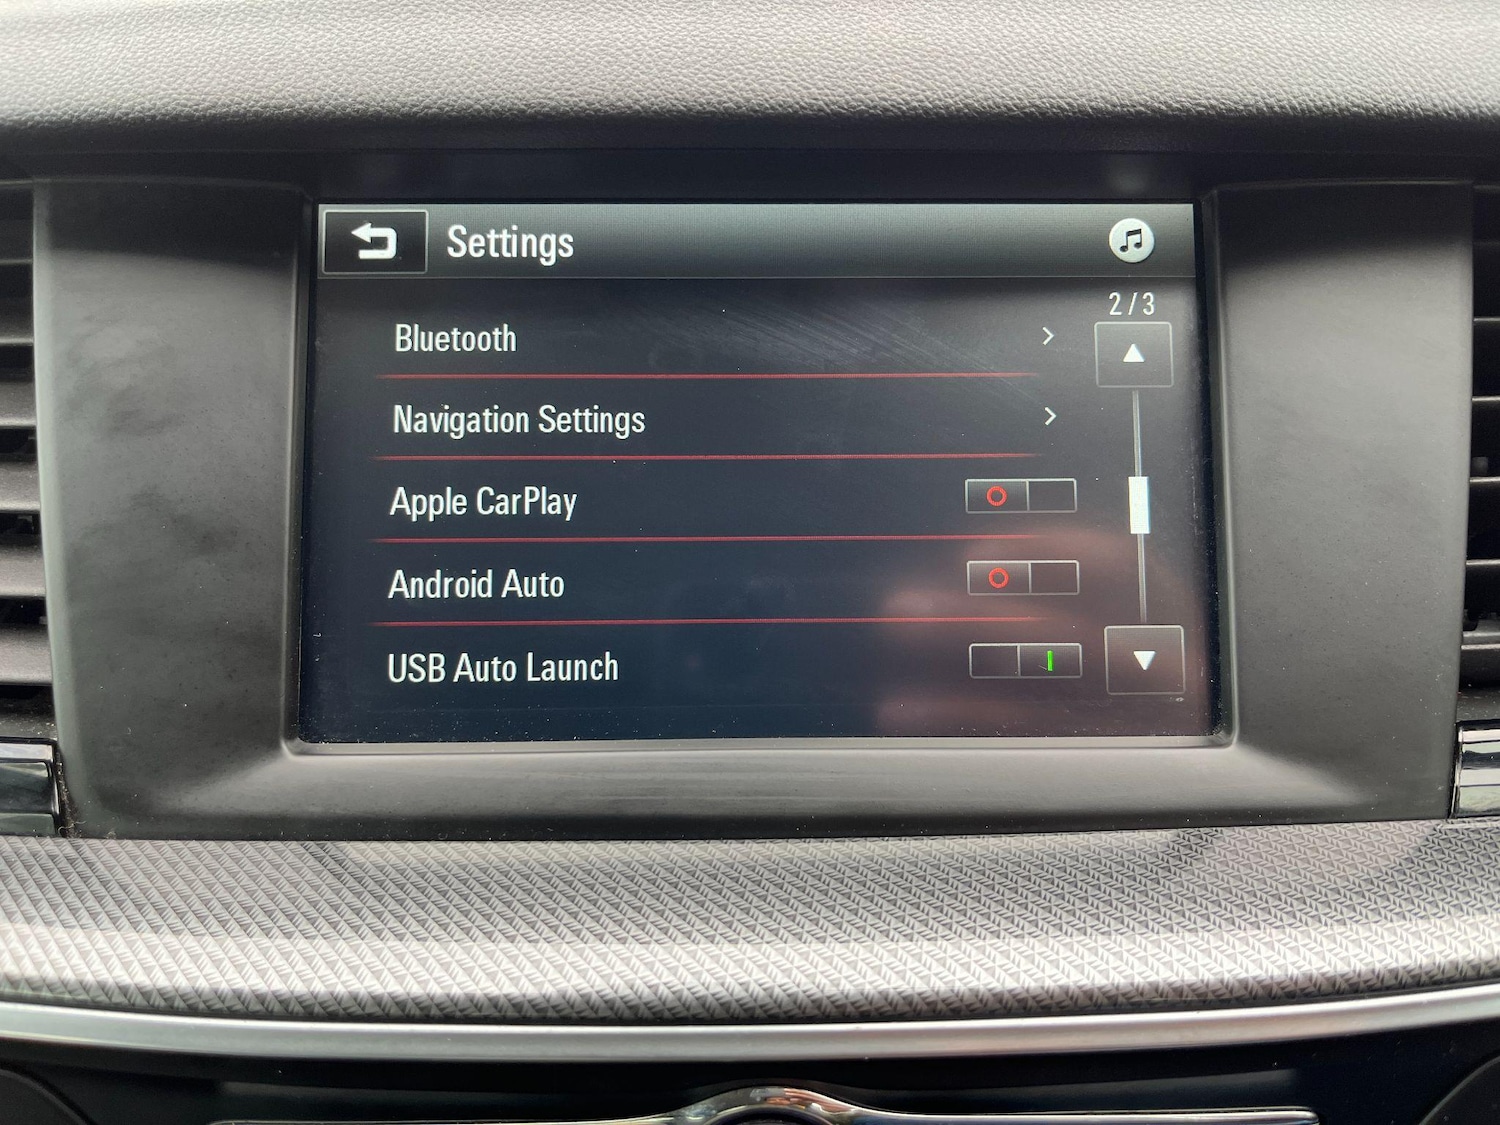 Settings
2/3
Bluetooth
Navigation Settings
Apple CarPlay
Android Auto
USB Auto Launch